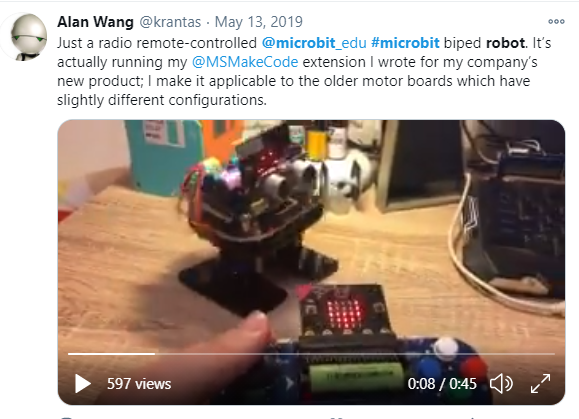 Alan Wang @krantas · May 13, 2019
Just a radio remote-controlled @microbit_edu #microbit biped robot. It's
actually running my @MSMakeCode extension I wrote for my company's
new product; I make it applicable to the older motor boards which have
slightly different configurations.
597 views
0:08 / 0:45